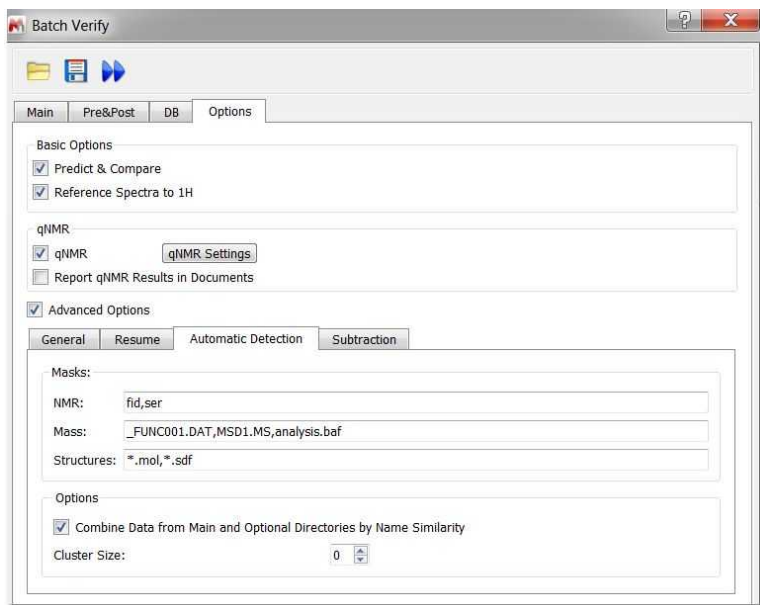 Batch Verify
Main Pre&Post DB Options
Basic Options
Predict & Compare
Reference Spectra to 1H
qNMR
qNMR qNMR Settings
Report qNMR Results in Documents
Advanced Options
General Resume Automatic Detection Subtraction
Masks:
NMR: fid,ser
Mass: _FUNC001.DAT,MSD1.MS,analysis.baf
Structures: *.mol,*.sdf
Options
Combine Data from Main and Optional Directories by Name Similarity
Cluster Size: 0